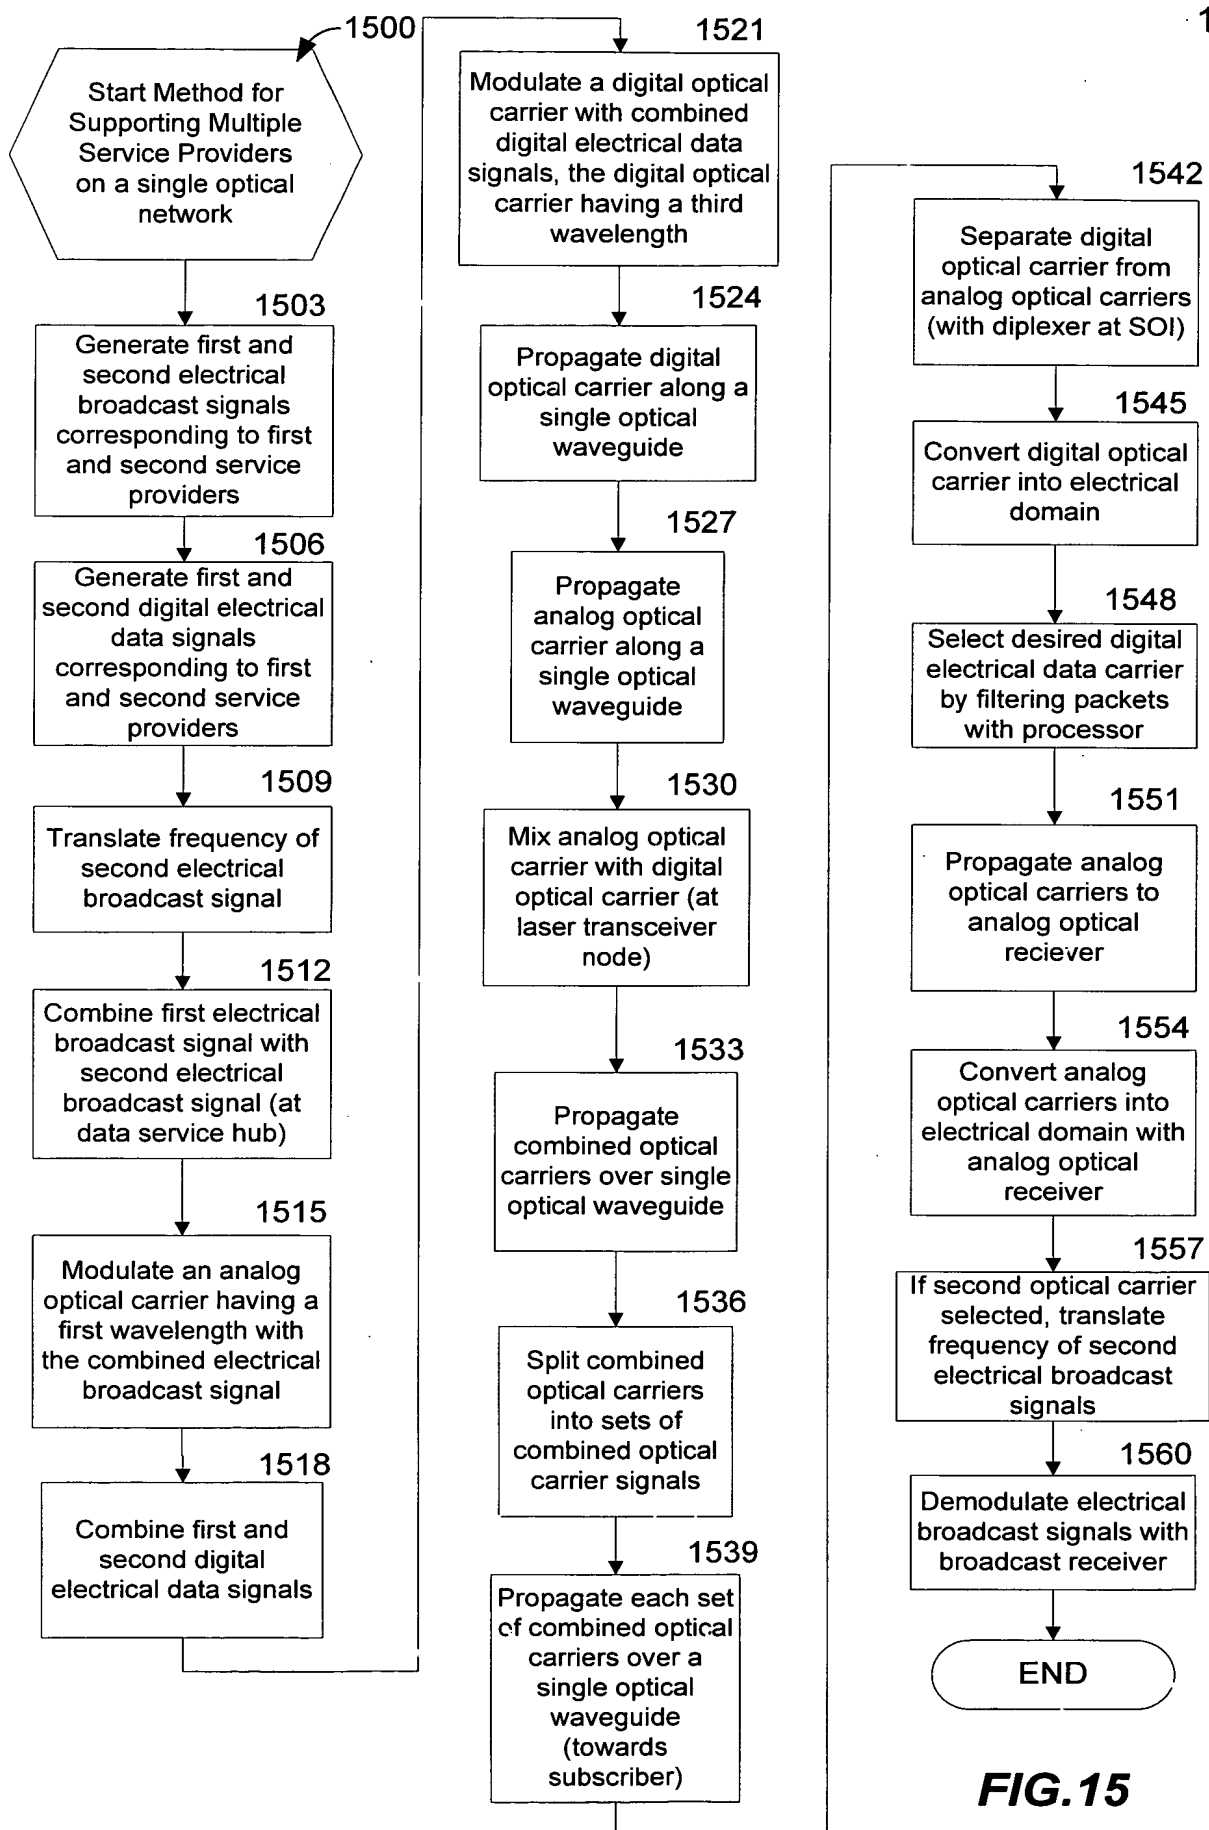 1500
Start Method for
Supporting Multiple
Service Providers
on a single optical
network
1503
Generate first and
second electrical
broadcast signals
corresponding to first
and second service
providers
1506
Generate first and
second digital electrical
data signals
corresponding to first
and second service
providers
1509
Translate frequency of
second electrical
broadcast signal
1512
Combine first electrical
broadcast signal with
second electrical
broadcast signal (at
data service hub)
1515
Modulate an analog
optical carrier having a
first wavelength with
the combined electrical
broadcast signal
1518
Combine first and
second digital
electrical data signals
1521
Modulate a digital optical
carrier with combined
digital electrical data
signals, the digital optical
carrier having a third
wavelength
1524
Propagate digital
optical carrier along a
single optical
waveguide
1527
Propagate
analog optical
carrier along a
single optical
waveguide
1530
Mix analog optical
carrier with digital
optical carrier (at
laser transceiver
node)
1533
Propagate
combined optical
carriers over single
optical waveguide
1536
Split combined
optical carriers
into sets of
combined optical
carrier signals
1539
Propagate each set
of combined optical
carriers over a
single optical
waveguide
(towards
subscriber)
1
1542
Separate digital
optical carrier from
analog optical carriers
(with diplexer at SOI)
1545
Convert digital optical
carrier into electrical
domain
1548
Select desired digital
electrical data carrier
by filtering packets
with processor
1551
Propagate analog
optical carriers to
analog optical
reciever
1554
Convert analog
optical carriers into
electrical domain with
analog optical
receiver
1557
If second optical carrier
selected, translate
frequency of second
electrical broadcast
signals
1560
Demodulate electrical
broadcast signals with
broadcast receiver
END
FIG.15